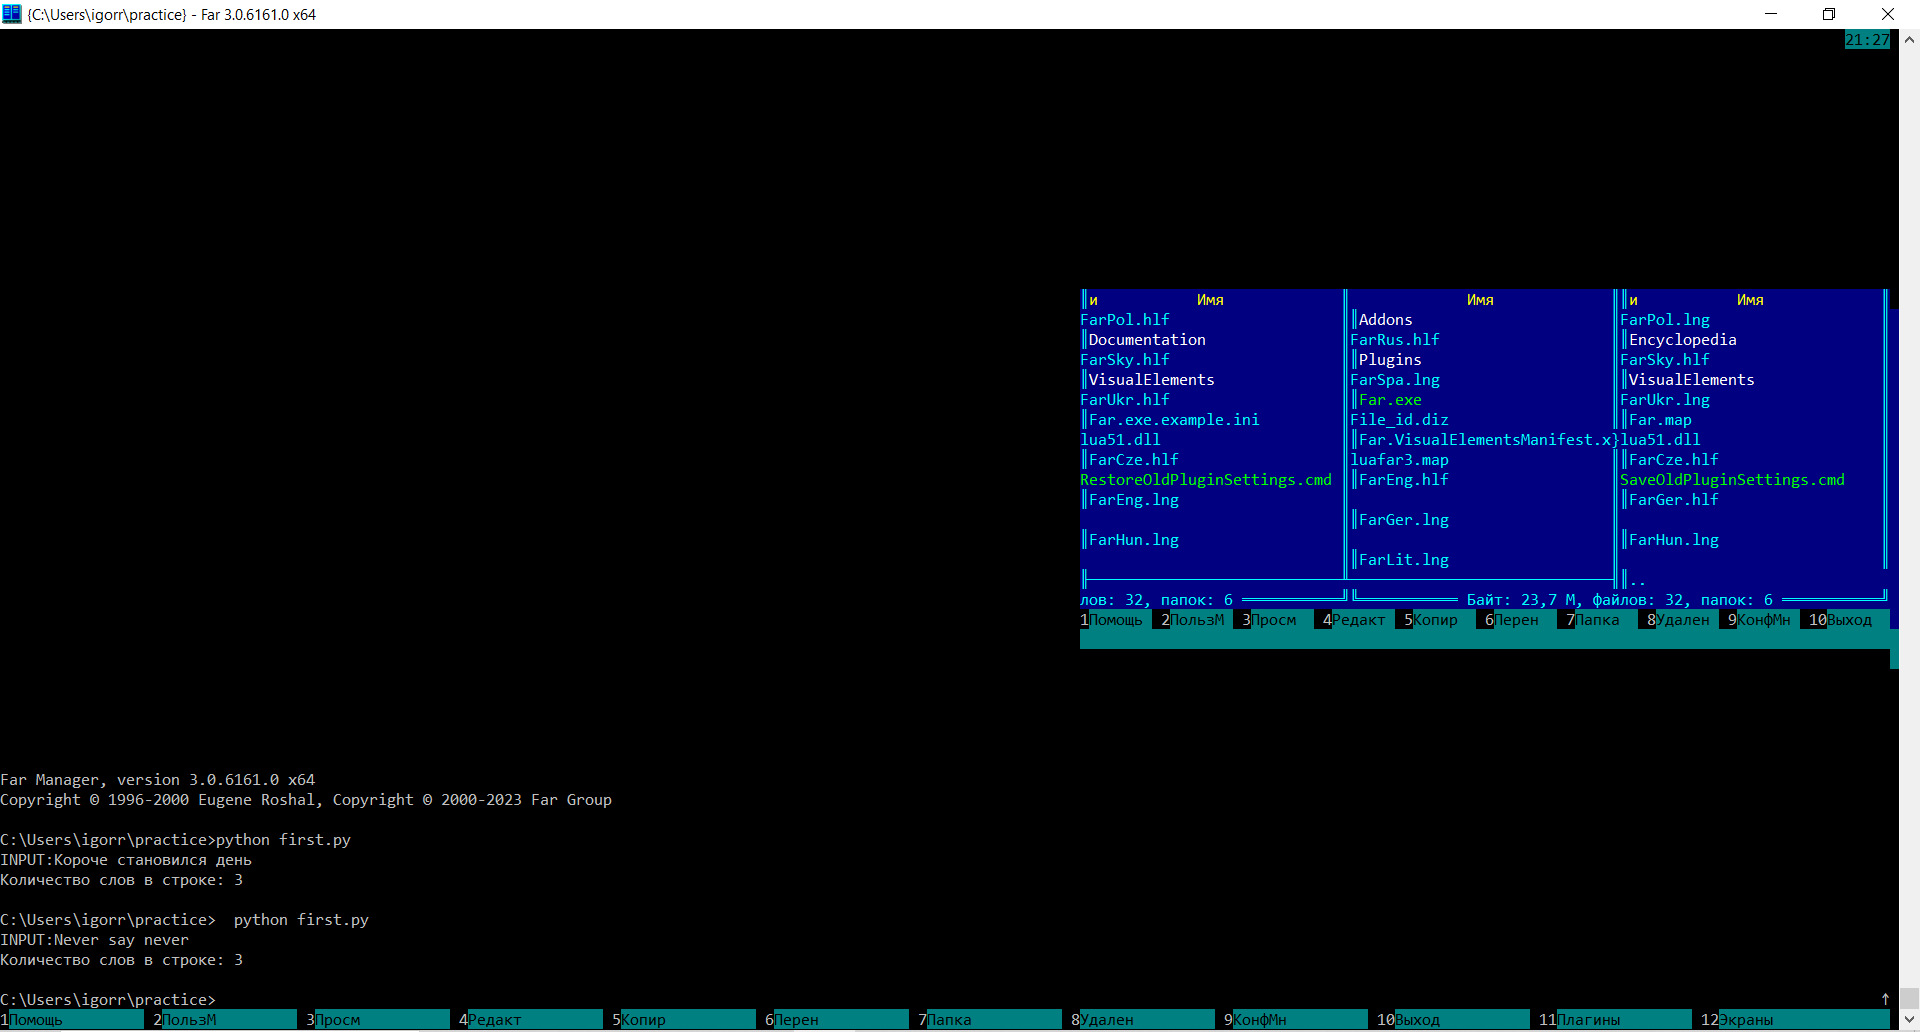 {C:\Users\igorr\practice} - Far 3.0.6161.0 x64
21:27
и Имя Имя и Имя
FarPol.hlf Addons FarPol.lng
Documentation FarRus.hlf Encyclopedia
FarSky.hlf Plugins FarSky.hlf
VisualElements FarSpa.lng VisualElements
FarUkr.hlf Far.exe FarUkr.lng
Far.exe.example.ini File_id.diz Far.map
lua51.dll Far.VisualElementsManifest.x}lua51.dll
FarCze.hlf luafar3.map FarCze.hlf
RestoreOldPluginSettings.cmd FarEng.hlf SaveOldPluginSettings.cmd
FarEng.lng FarGer.hlf
FarGer.lng
FarHun.lng FarHun.lng
FarLit.lng
..
лов: 32, папок: 6 Байт: 23,7 М, файлов: 32, папок: 6
1Помощь 2ПользМ 3Просм 4Редакт 5Копир 6Перен 7Папка 8Удален 9КонфМн 10Выход
Far Manager, version 3.0.6161.0 x64
Copyright © 1996-2000 Eugene Roshal, Copyright © 2000-2023 Far Group
C:\Users\igorr\practice>python first.py
INPUT:Короче становился день
Количество слов в строке: 3
C:\Users\igorr\practice>  python first.py
INPUT:Never say never
Количество слов в строке: 3
C:\Users\igorr\practice> ↑
1Помощь 2ПользМ 3Просм 4Редакт 5Копир 6Перен 7Папка 8Удален 9КонфМн 10Выход 11Плагины 12Экраны